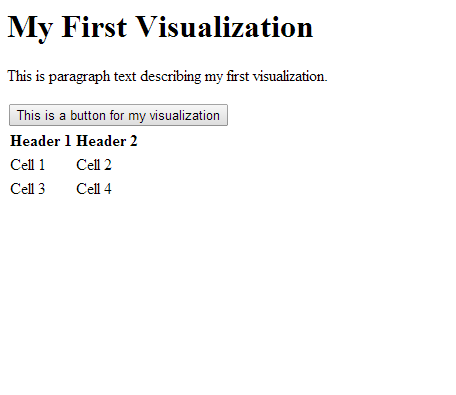 My First Visualization
This is paragraph text describing my first visualization.
This is a button for my visualization
Header 1 Header 2
Cell 1 Cell 2
Cell 3 Cell 4